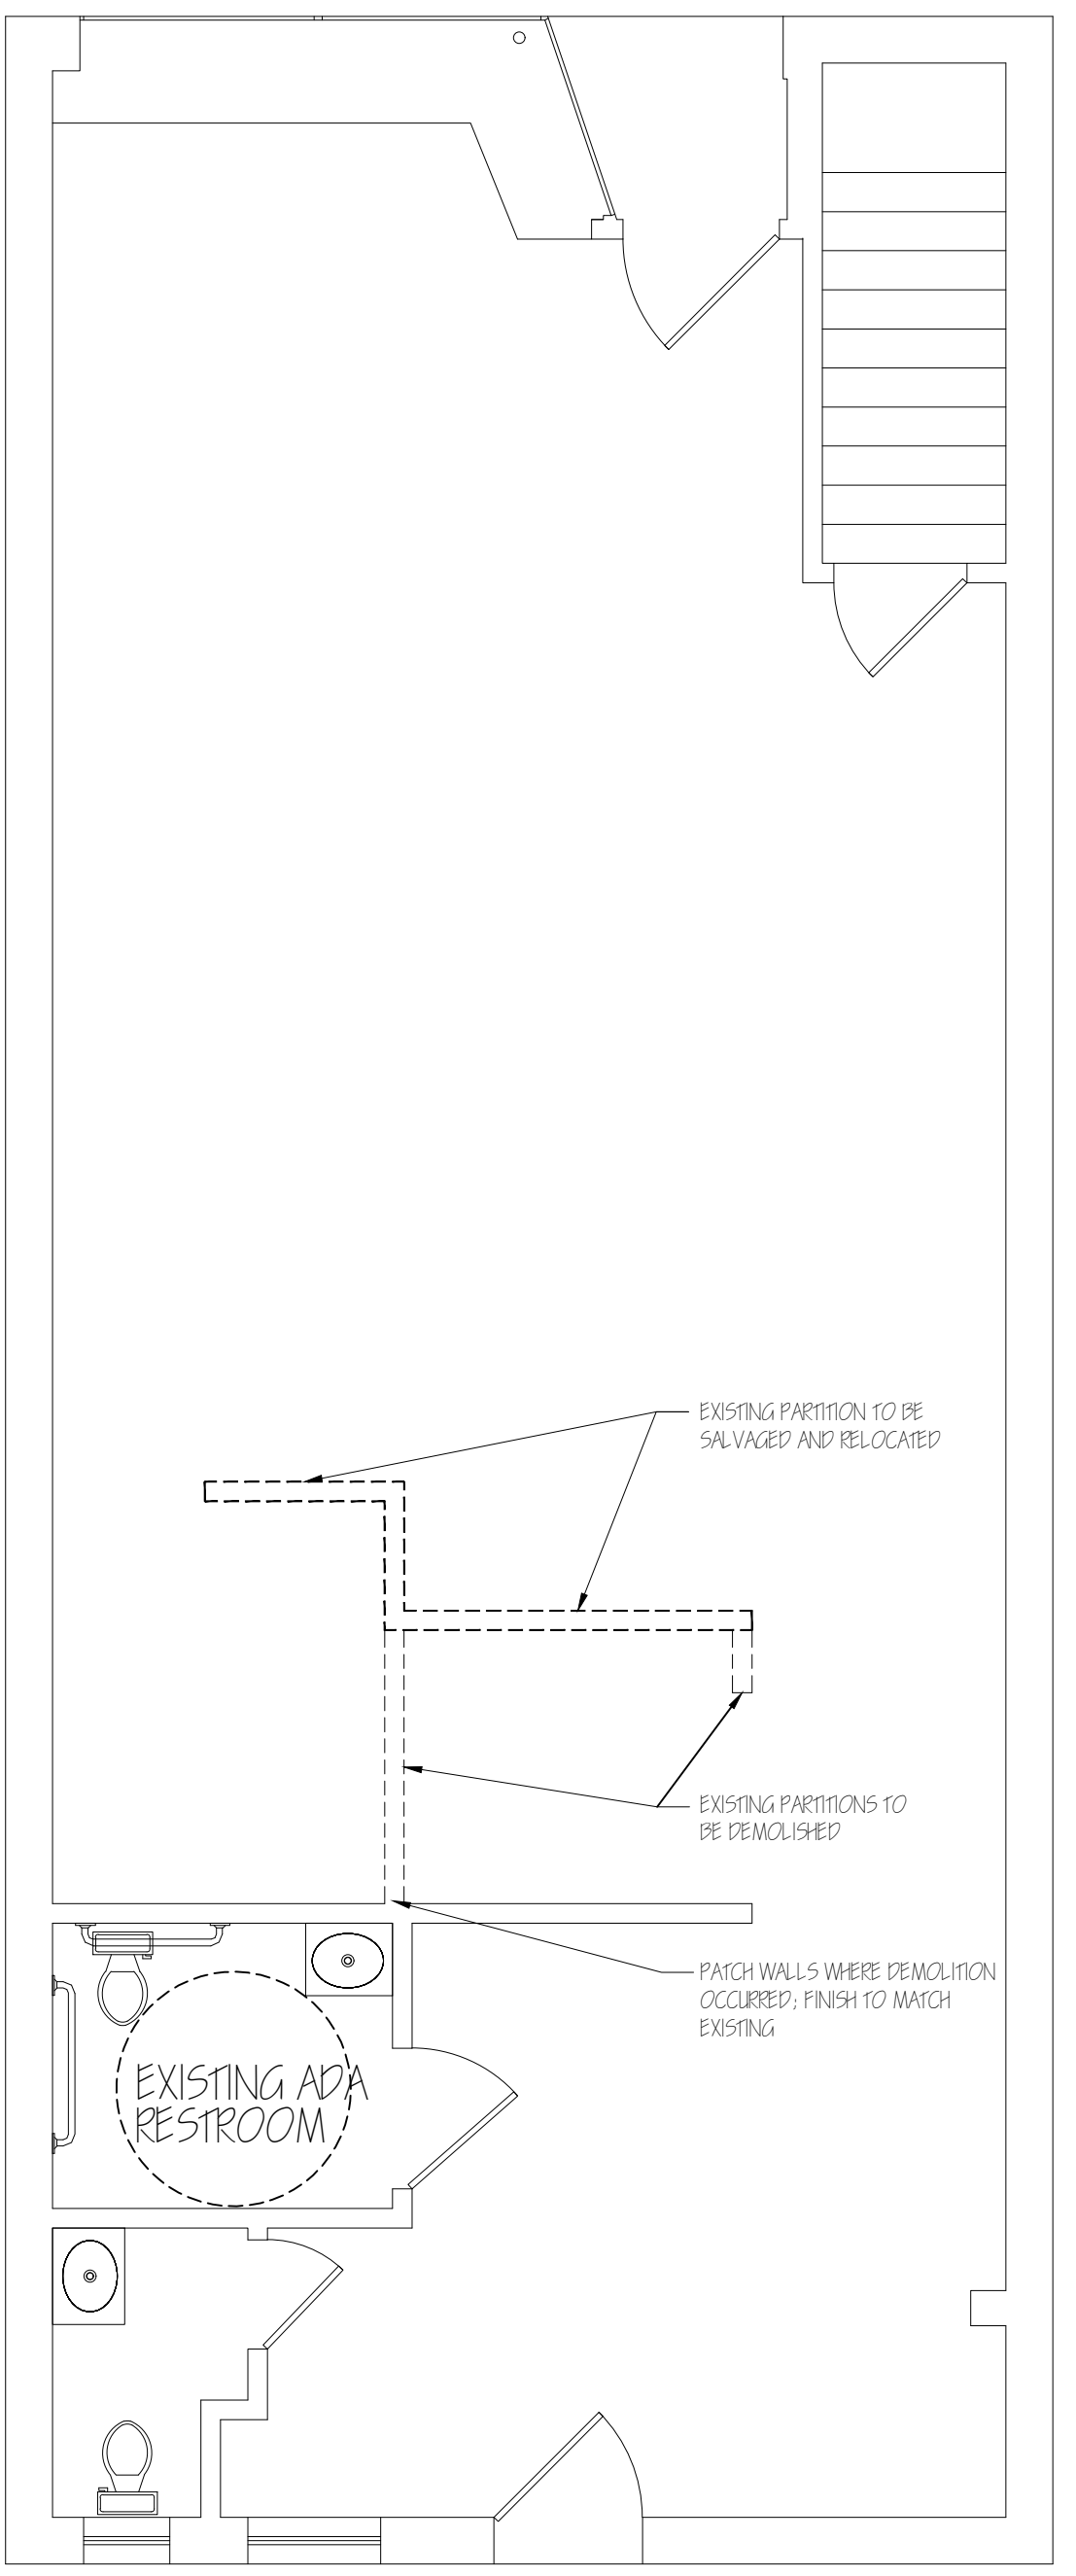 EXISTING PARTITION TO BE
SALVAGED AND RELOCATED
EXISTING PARTITIONS TO
BE DEMOLISHED
PATCH WALLS WHERE DEMOLITION
OCCURRED; FINISH TO MATCH
EXISTING
EXISTING ADA
RESTROOM